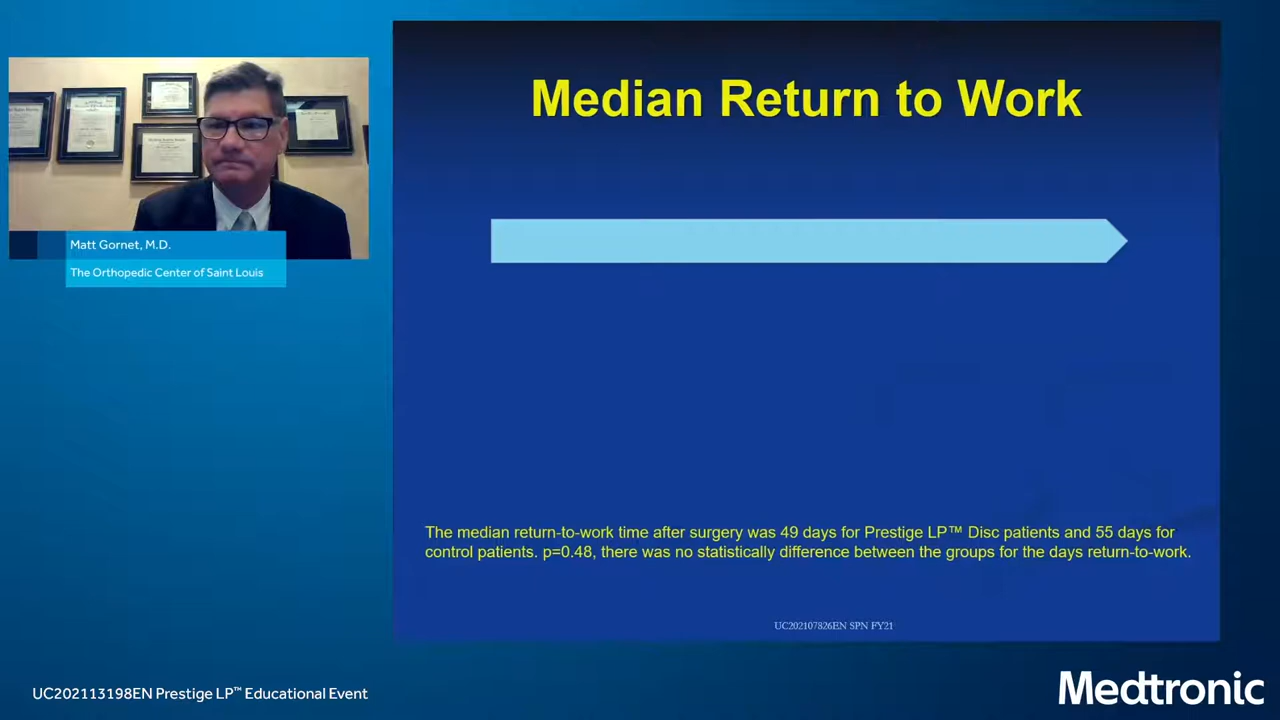 Median Return to Work
Matt Gornet, M.D.
The Orthopedic Center of Saint Louis
The median return-to-work time after surgery was 49 days for Prestige LP™ Disc patients and 55 days for
control patients. p=0.48, there was no statistically difference between the groups for the days return-to-work.
UC202107826EN SPN FY21
UC202113198EN Prestige LP™ Educational Event
Medtronic